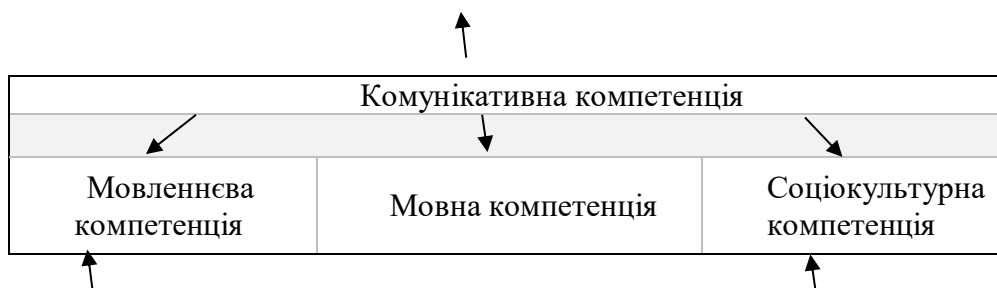 Комунікативна компетенція
Мовленнєва
компетенція
Мовна компетенція
Соціокультурна
компетенція